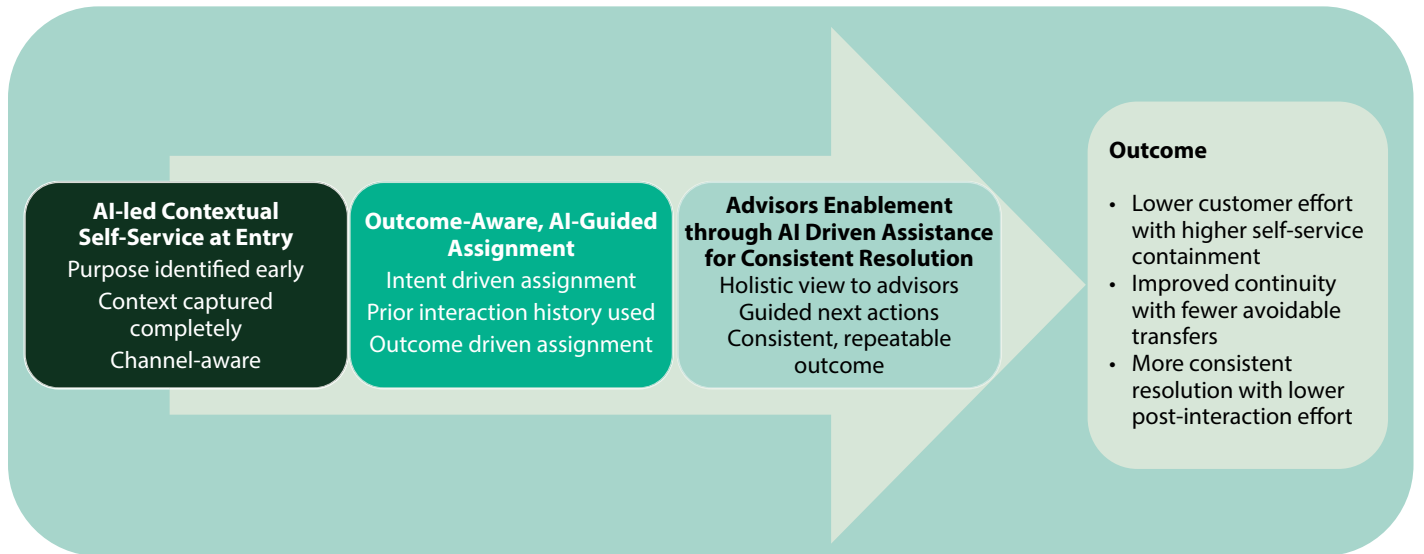 AI-led Contextual
Self-Service at Entry
Purpose identified early
Context captured
completely
Channel-aware
Outcome-Aware, AI-Guided
Assignment
Intent driven assignment
Prior interaction history used
Outcome driven assignment
Advisors Enablement
through AI Driven Assistance
for Consistent Resolution
Holistic view to advisors
Guided next actions
Consistent, repeatable
outcome
Outcome
• Lower customer effort
with higher self-service
containment
• Improved continuity
with fewer avoidable
transfers
• More consistent
resolution with lower
post-interaction effort